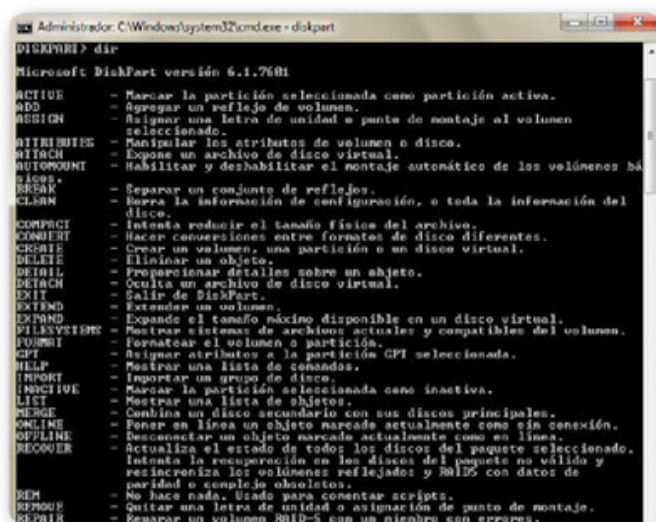 Administrador: C:\Windows\system32\cmd.exe - diskpart
DISKPART> dir
Microsoft DiskPart versión 6.1.7601
ACTIVE - Marcar la partición seleccionada como partición activa.
ADD - Agregar un reflejo de volumen.
ASSIGN - Asignar una letra de unidad o punto de montaje al volumen
seleccionado.
ATTRIBUTES - Manipular los atributos de volumen o disco.
ATTACH - Expone un archivo de disco virtual.
AUTOMOUNT - Habilitar y deshabilitar el montaje automático de los volúmenes bá
sicos.
BREAK - Separar un conjunto de reflejos.
CLEAN - Borra la información de configuración, o toda la información del
disco.
COMPACT - Intenta reducir el tamaño físico del archivo.
CONVERT - Hacer conversiones entre formatos de disco diferentes.
CREATE - Crear un volumen, una partición o un disco virtual.
DELETE - Eliminar un objeto.
DETAIL - Proporcionar detalles sobre un objeto.
DETACH - Oculta un archivo de disco virtual.
EXIT - Salir de DiskPart.
EXTEND - Extender un volumen.
EXPAND - Expande el tamaño máximo disponible en un disco virtual.
FILESYSTEMS - Mostrar sistemas de archivos actuales y compatibles del volumen.
FORMAT - Formatear el volumen o partición.
GPT - Asignar atributos a la partición GPT seleccionada.
HELP - Mostrar una lista de comandos.
IMPORT - Importar un grupo de disco.
INACTIVE - Marcar la partición seleccionada como inactiva.
LIST - Mostrar una lista de objetos.
MERGE - Combina un disco secundario con sus discos principales.
ONLINE - Poner en línea un objeto marcado actualmente como sin conexión.
OFFLINE - Desconectar un objeto marcado actualmente como en línea.
RECOVER - Actualiza el estado de todos los discos del paquete seleccionado.
Intenta la recuperación en los discos del paquete no válido y
resincroniza los volúmenes reflejados y RAID5 con datos de
paridad o complejo obsoletos.
REM - No hace nada. Usado para comentar scripts.
REMOVE - Quitar una letra de unidad o asignación de punto de montaje.
REPAIR - Reparar un volumen RAID-5 con un miembro con errores.